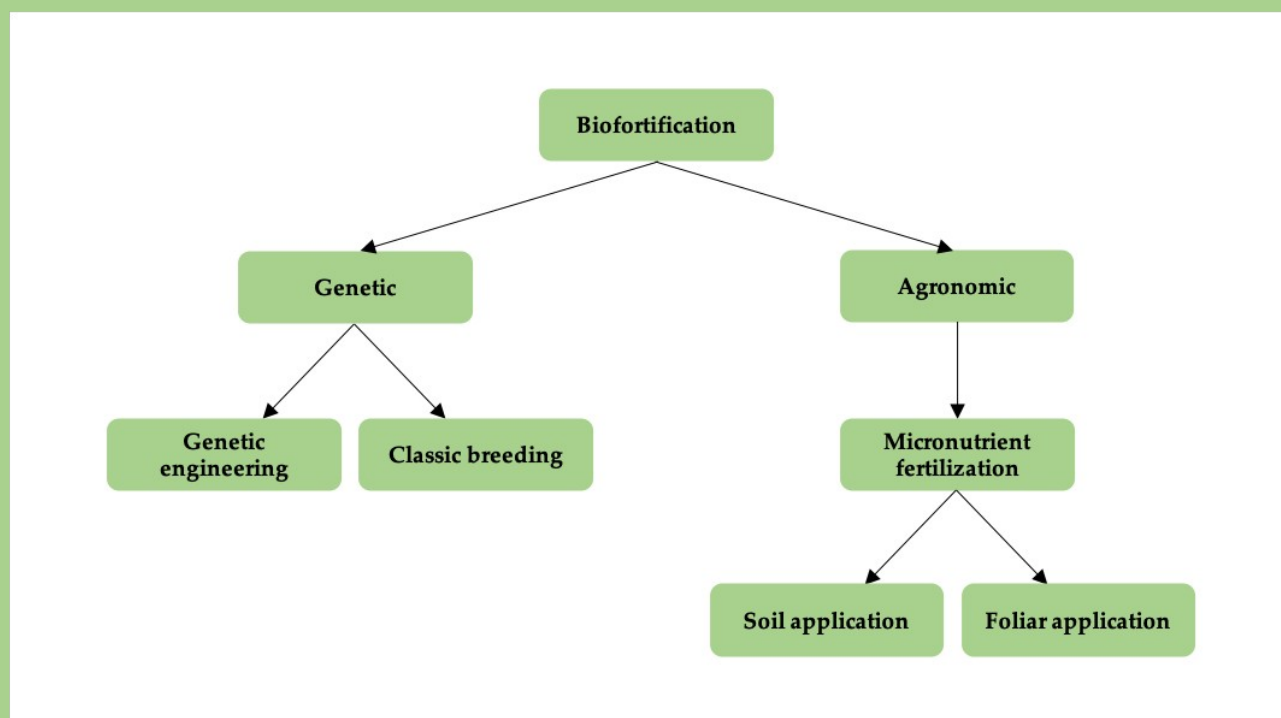 Biofortification
Genetic
Agronomic
Genetic
engineering
Classic breeding
Micronutrient
fertilization
Soil application
Foliar application